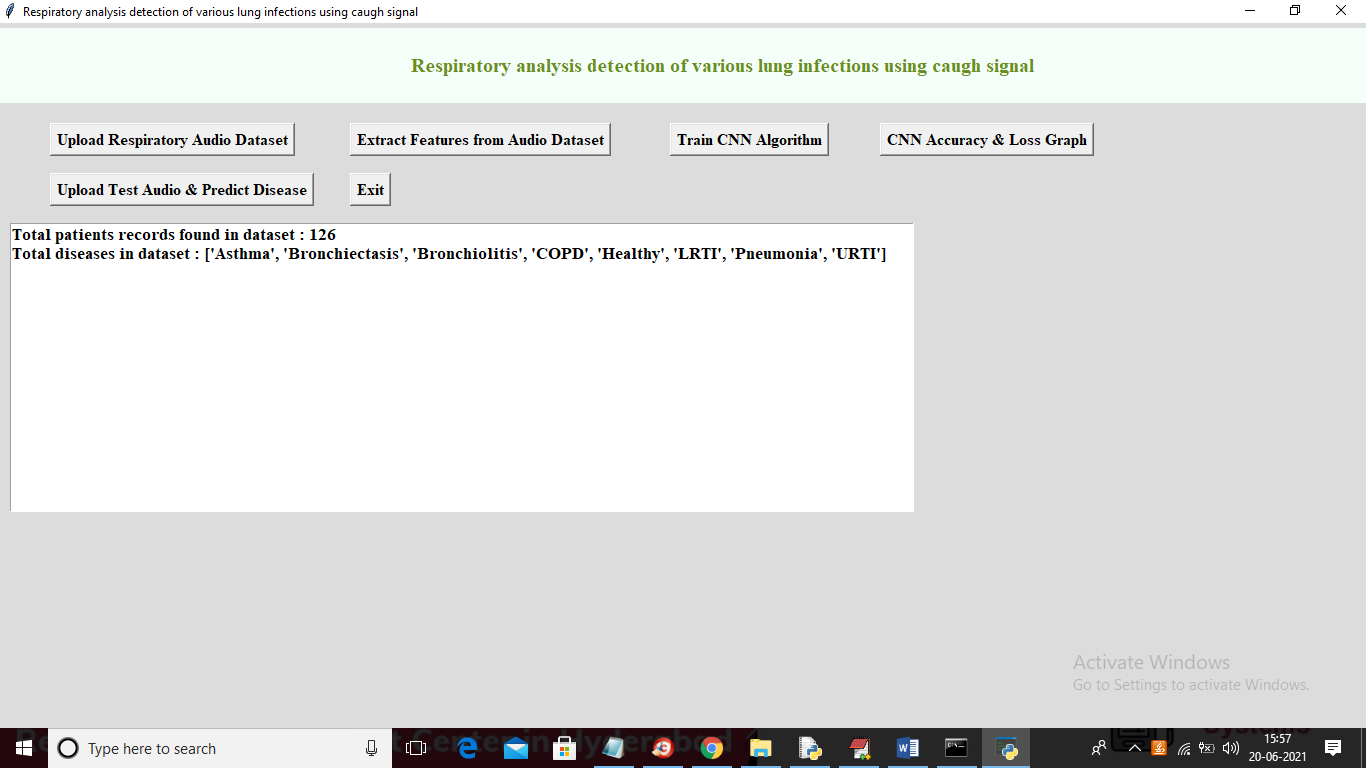 Respiratory analysis detection of various lung infections using caugh signal
Respiratory analysis detection of various lung infections using caugh signal
Upload Respiratory Audio Dataset
Extract Features from Audio Dataset
Train CNN Algorithm
CNN Accuracy & Loss Graph
Upload Test Audio & Predict Disease
Exit
Total patients records found in dataset : 126
Total diseases in dataset : ['Asthma', 'Bronchiectasis', 'Bronchiolitis', 'COPD', 'Healthy', 'LRTI', 'Pneumonia', 'URTI']
Activate Windows
Go to Settings to activate Windows.
Type here to search
15:57
20-06-2021